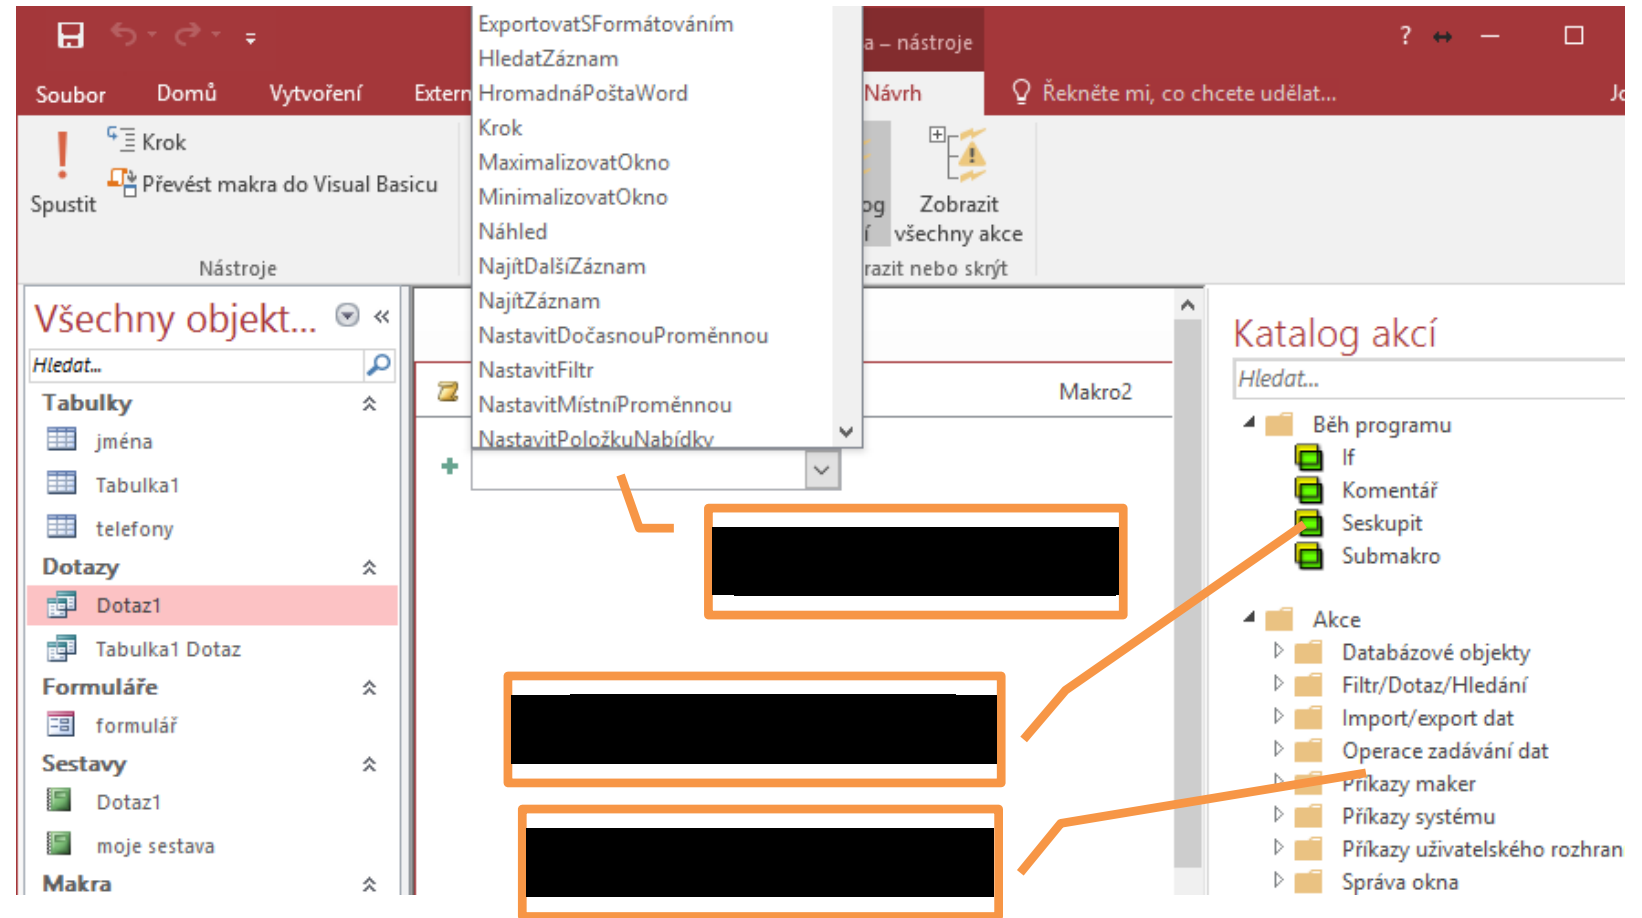 a – nástroje
?
Soubor Domů Vytvoření Extern Návrh Řekněte mi, co chcete udělat...
Krok
Převést makra do Visual Basicu
Spustit
Nástroje
ExportovatSFormátováním
HledatZáznam
HromadnáPoštaWord
Krok
MaximalizovatOkno
MinimalizovatOkno
Náhled
NajítDalšíZáznam
NajítZáznam
NastavitDočasnouProměnnou
NastavitFiltr
NastavitMístníProměnnou
NastavitPoložkuNabídky
Zobrazit
všechny akce
razit nebo skrýt
Všechny objekt...
Hledat...
Tabulky
jména
Tabulka1
telefony
Dotazy
Dotaz1
Tabulka1 Dotaz
Formuláře
formulář
Sestavy
Dotaz1
moje sestava
Makra
Makro2
Katalog akcí
Hledat...
Běh programu
If
Komentář
Seskupit
Submakro
Akce
Databázové objekty
Filtr/Dotaz/Hledání
Import/export dat
Operace zadávání dat
Příkazy maker
Příkazy systému
Příkazy uživatelského rozhran
Správa okna